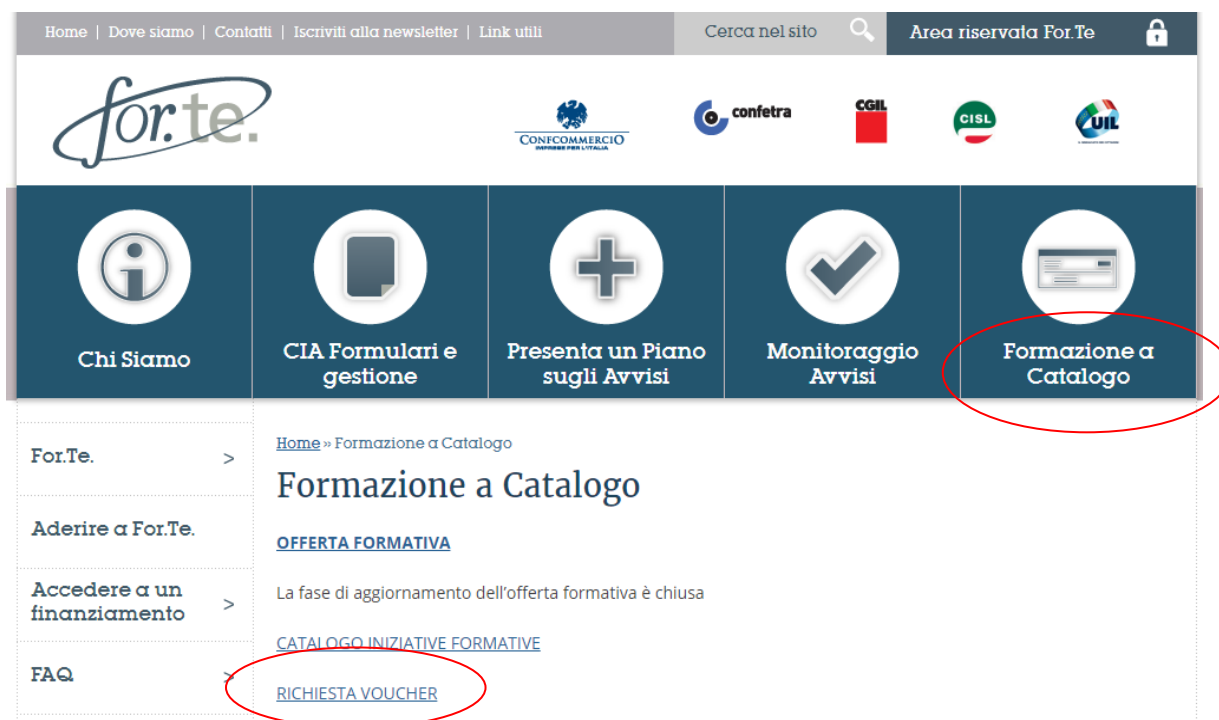 Home | Dove siamo | Contatti | Iscriviti alla newsletter | Link utili
Cerca nel sito
Area riservata For.Te
for.te.
CONFCOMMERCIO
IMPRESE PER L'ITALIA
confetra
CGIL
CISL
UIL
Chi Siamo
CIA Formulari e
gestione
Presenta un Piano
sugli Avvisi
Monitoraggio
Avvisi
Formazione a
Catalogo
For.Te. >
Aderire a For.Te.
Accedere a un
finanziamento >
FAQ >
Home » Formazione a Catalogo
Formazione a Catalogo
OFFERTA FORMATIVA
La fase di aggiornamento dell'offerta formativa è chiusa
CATALOGO INIZIATIVE FORMATIVE
RICHIESTA VOUCHER